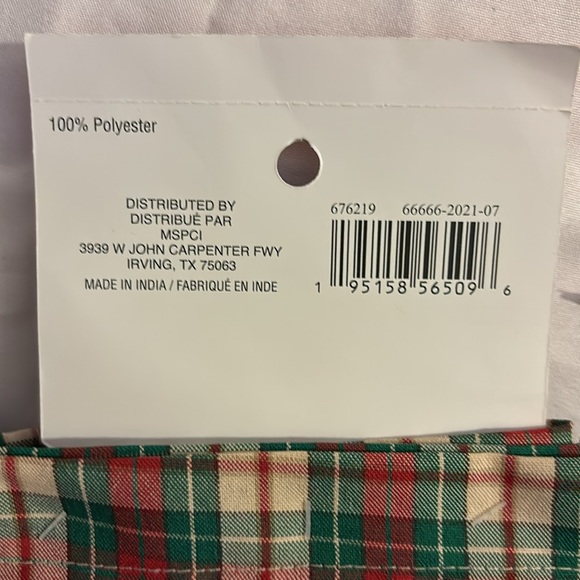 100% Polyester
DISTRIBUTED BY
DISTRIBUÉ PAR
MSPCI
3939 W JOHN CARPENTER FWY
IRVING, TX 75063
MADE IN INDIA / FABRIQUÉ EN INDE
676219 66666-2021-07
1 95158 56509 6